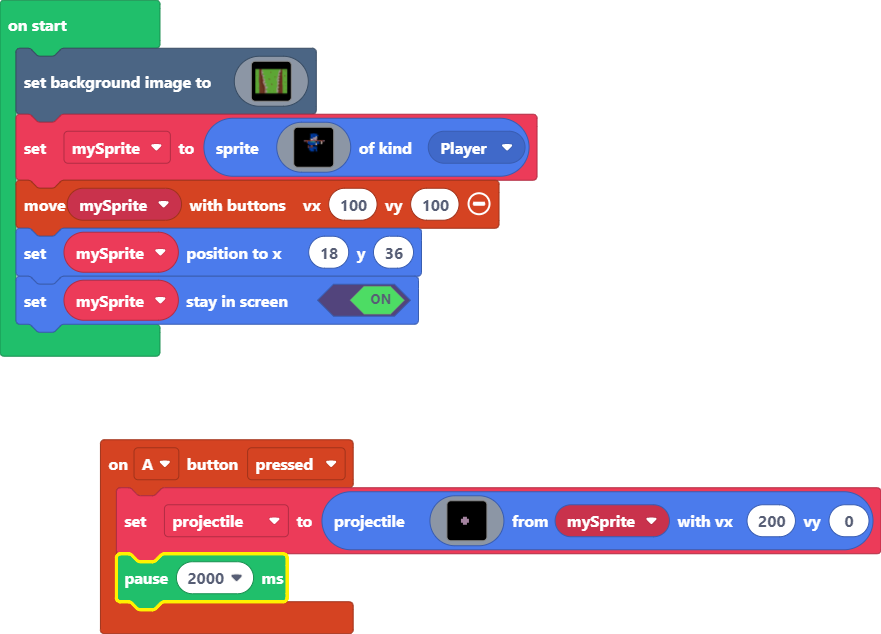 on start
set background image to
set mySprite to sprite of kind Player
move mySprite with buttons vx 100 vy 100
set mySprite position to x 18 y 36
set mySprite stay in screen ON
on A button pressed
set projectile to projectile from mySprite with vx 200 vy 0
pause 2000 ms